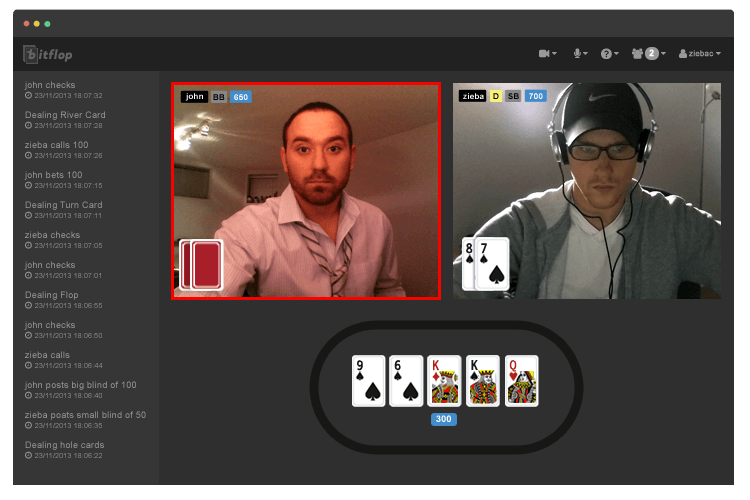 bitflop
2
ziebac
john checks
23/11/2013 18:07:32
Dealing River Card
23/11/2013 18:07:28
zieba calls 100
23/11/2013 18:07:26
john bets 100
23/11/2013 18:07:15
Dealing Turn Card
23/11/2013 18:07:11
zieba checks
23/11/2013 18:07:05
john checks
23/11/2013 18:07:01
Dealing Flop
23/11/2013 18:06:55
john checks
23/11/2013 18:06:50
zieba calls
23/11/2013 18:06:44
john posts big blind of 100
23/11/2013 18:06:40
zieba poats small blind of 50
23/11/2013 18:06:35
Dealing hole cards
23/11/2013 18:06:22
john BB 650
zieba D SB 700
8 7
9 6 K K Q
300